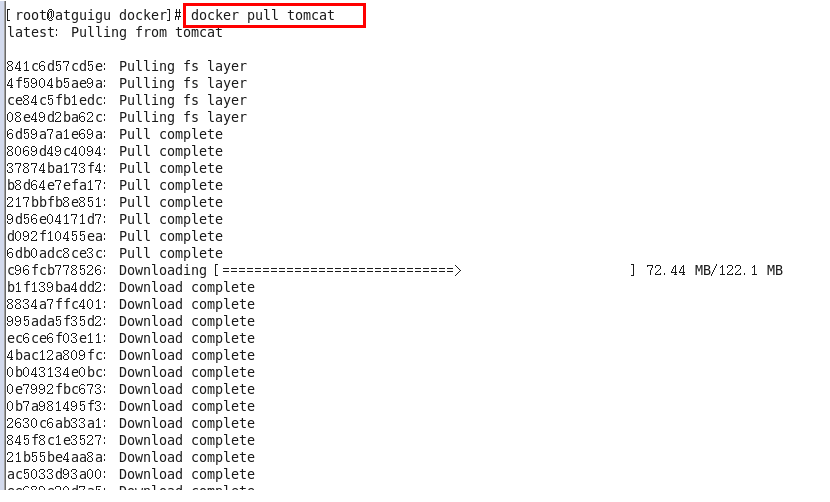 [root@atguigu docker]# docker pull tomcat
latest: Pulling from tomcat
841c6d57cd5e: Pulling fs layer
4f5904b5ae9a: Pulling fs layer
ce84c5fb1edc: Pulling fs layer
08e49d2ba62c: Pulling fs layer
6d59a7a1e69a: Pull complete
8069d49c4094: Pull complete
37874ba173f4: Pull complete
b8d64e7efa17: Pull complete
217bbfb8e851: Pull complete
9d56e04171d7: Pull complete
d092f10455ea: Pull complete
6db0adc8ce3c: Pull complete
c96fcb778526: Downloading [=============================>                     ] 72.44 MB/122.1 MB
b1f139ba4dd2: Download complete
8834a7ffc401: Download complete
995ada5f35d2: Download complete
ec6ce6f03e11: Download complete
4bac12a809fc: Download complete
0b043134e0bc: Download complete
0e7992fbc673: Download complete
0b7a981495f3: Download complete
2630c6ab33a1: Download complete
845f8c1e3527: Download complete
21b55be4aa8a: Download complete
ac5033d93a00: Download complete